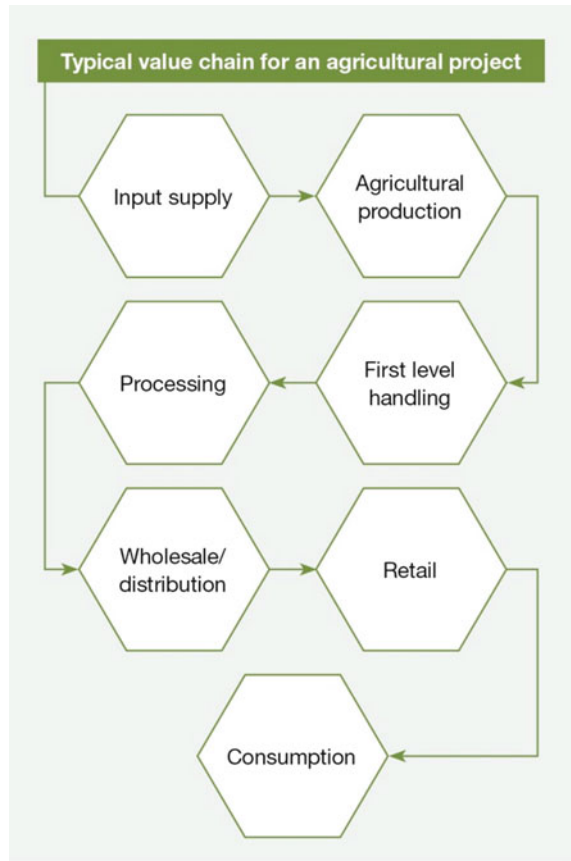 Typical value chain for an agricultural project
Input supply
Agricultural
production
First level
handling
Processing
Wholesale/
distribution
Retail
Consumption